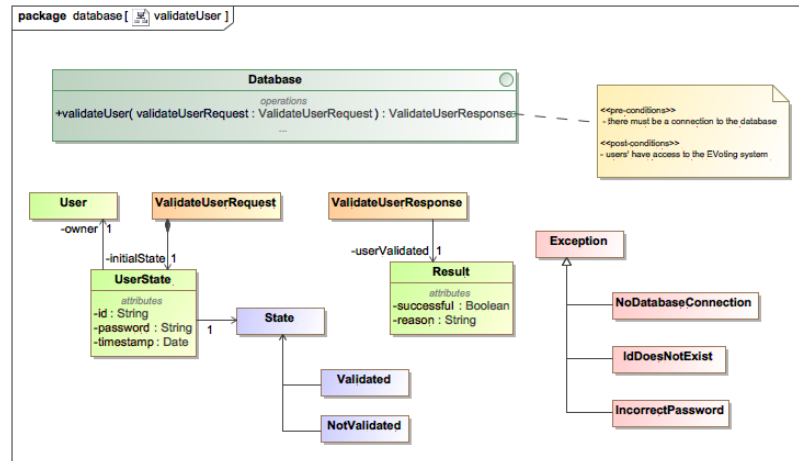 package database [ validateUser ]
Database
operations
+validateUser( validateUserRequest : ValidateUserRequest ) : ValidateUserResponse
...
<<pre-conditions>>
- there must be a connection to the database
<<post-conditions>>
- users' have access to the EVoting system
User
ValidateUserRequest
ValidateUserResponse
-owner 1
-initialState 1
-userValidated 1
Exception
UserState
attributes
-id : String
-password : String
-timestamp : Date
1
State
Result
attributes
-successful : Boolean
-reason : String
NoDatabaseConnection
Validated
IdDoesNotExist
NotValidated
IncorrectPassword